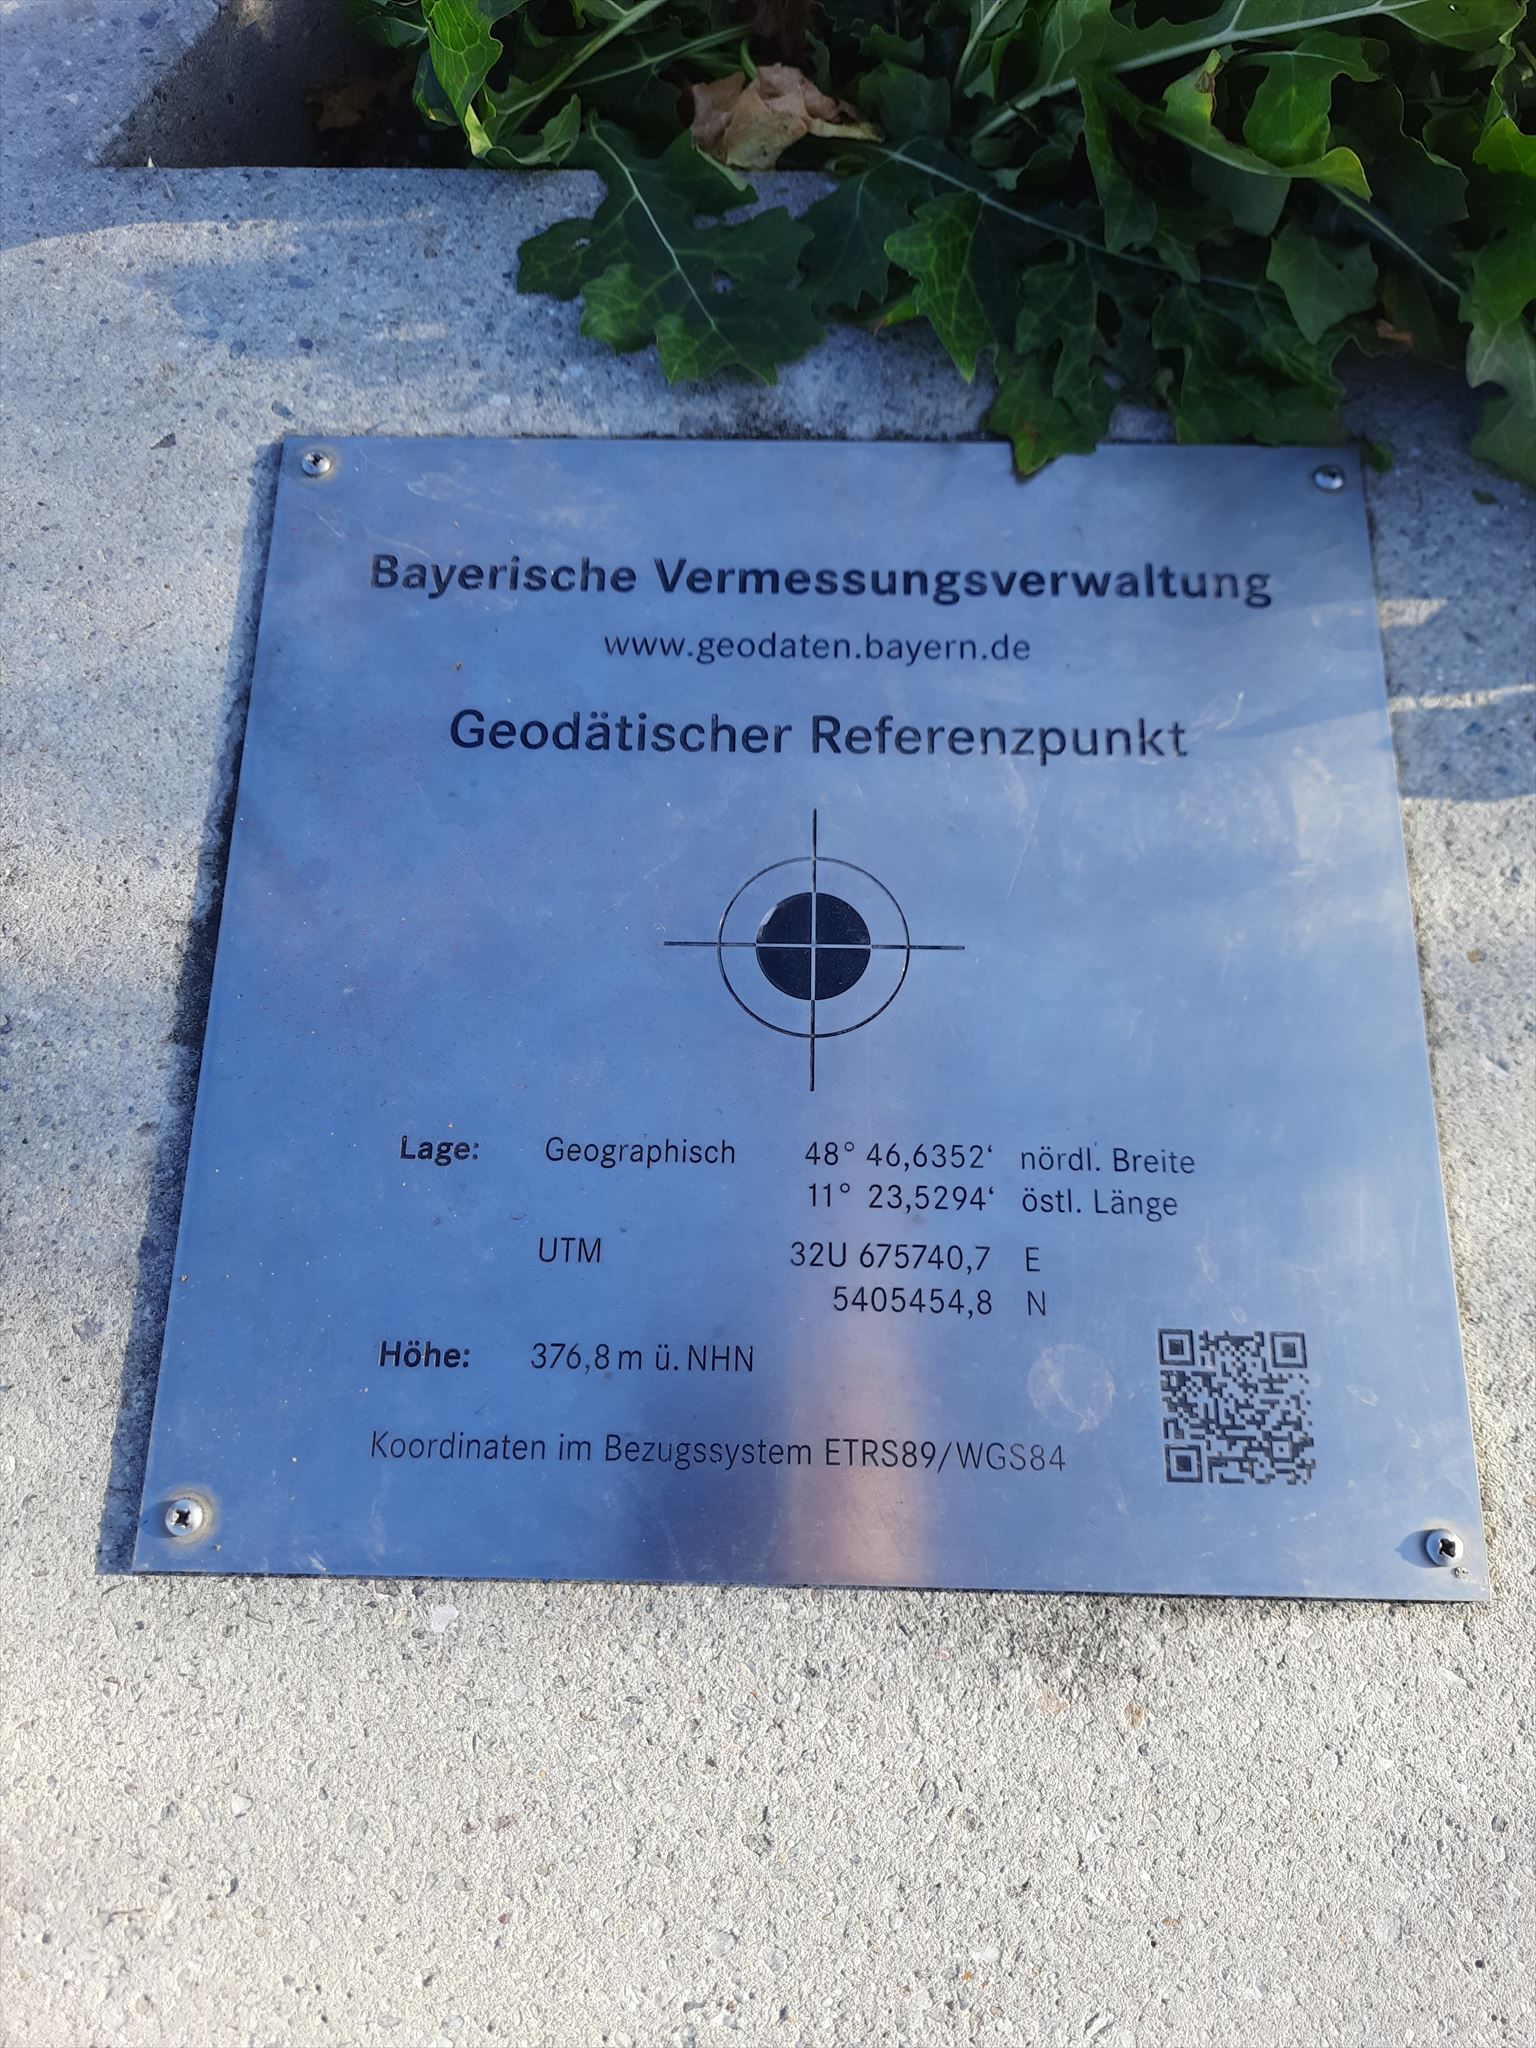 Bayerische Vermessungsverwaltung
www.geodaten.bayern.de
Geodätischer Referenzpunkt
Lage: Geographisch 48° 46,6352‘ nördl. Breite
11° 23,5294‘ östl. Länge
UTM 32U 675740,7 E
5405454,8 N
Höhe: 376,8 m ü. NHN
Koordinaten im Bezugssystem ETRS89/WGS84